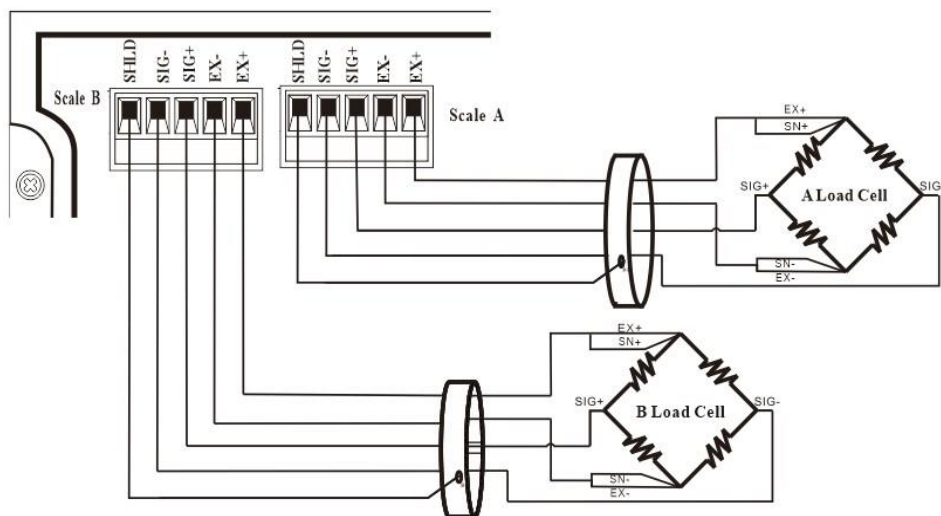 SHLD
SIG-
SIG+
EX-
EX+
SHLD
SIG-
SIG+
EX-
EX+
Scale B
Scale A
EX+
SN+
SIG+
A Load Cell
SIG
SN-
EX-
EX+
SN+
SIG+
B Load Cell
SIG-
SN-
EX-